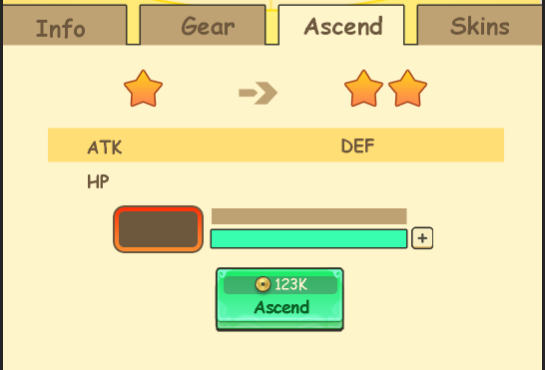 Info Gear Ascend Skins
ATK DEF
HP
+
123K
Ascend